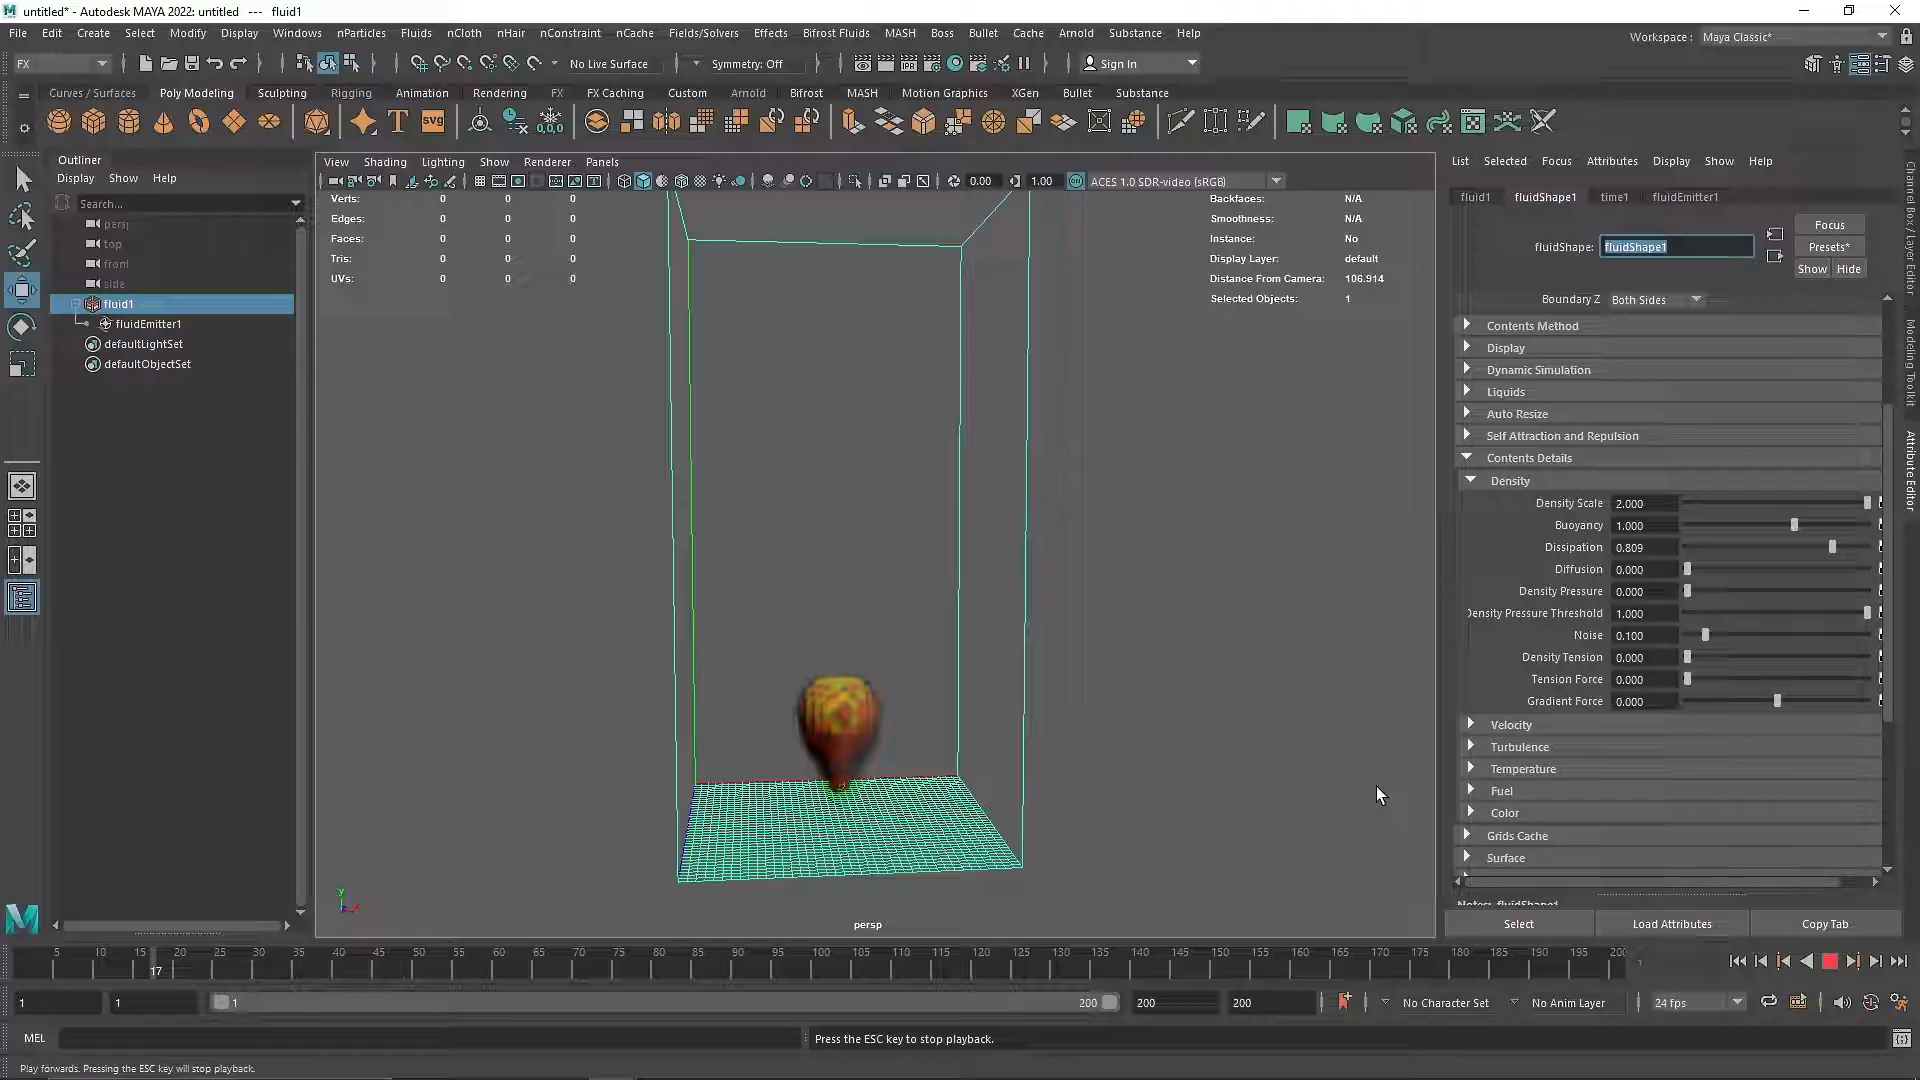 untitled* - Autodesk MAYA 2022: untitled   ---   fluid1
File Edit Create Select Modify Display Windows nParticles Fluids nCloth nHair nConstraint nCache Fields/Solvers Effects Bifrost Fluids MASH Boss Bullet Cache Arnold Substance Help
Workspace : Maya Classic*
FX No Live Surface Symmetry: Off Sign In
Curves / Surfaces Poly Modeling Sculpting Rigging Animation Rendering FX FX Caching Custom Arnold Bifrost MASH Motion Graphics XGen Bullet Substance
svg 0,0,0
Outliner
Display Show Help
Search...
top
front
side
fluid1
fluidEmitter1
defaultLightSet
defaultObjectSet
View Shading Lighting Show Renderer Panels
0.00 1.00 ACES 1.0 SDR-video (sRGB)
Verts: 0 0 0
Edges: 0 0 0
Faces: 0 0 0
Tris: 0 0 0
UVs: 0 0 0
Backfaces: N/A
Smoothness: N/A
Instance: No
Display Layer: default
Distance From Camera: 106.914
Selected Objects: 1
persp
List Selected Focus Attributes Display Show Help
fluid1 fluidShape1 time1 fluidEmitter1
fluidShape: fluidShape1
Focus
Presets*
Show Hide
Boundary Z Both Sides
Contents Method
Display
Dynamic Simulation
Liquids
Auto Resize
Self Attraction and Repulsion
Contents Details
Density
Density Scale 2.000
Buoyancy 1.000
Dissipation 0.809
Diffusion 0.000
Density Pressure 0.000
Density Pressure Threshold 1.000
Noise 0.100
Density Tension 0.000
Tension Force 0.000
Gradient Force 0.000
Velocity
Turbulence
Temperature
Fuel
Color
Grids Cache
Surface
Select Load Attributes Copy Tab
Channel Box / Layer Editor
Modeling Toolkit
Attribute Editor
5 10 15 20 25 30 35 40 45 50 55 60 65 70 75 80 85 90 95 100 105 110 115 120 125 130 135 140 145 150 155 160 165 170 175 180 185 190 195 200
17
1 1 1 200 200 200 No Character Set No Anim Layer 24 fps
MEL Press the ESC key to stop playback.
Play forwards. Pressing the ESC key will stop playback.